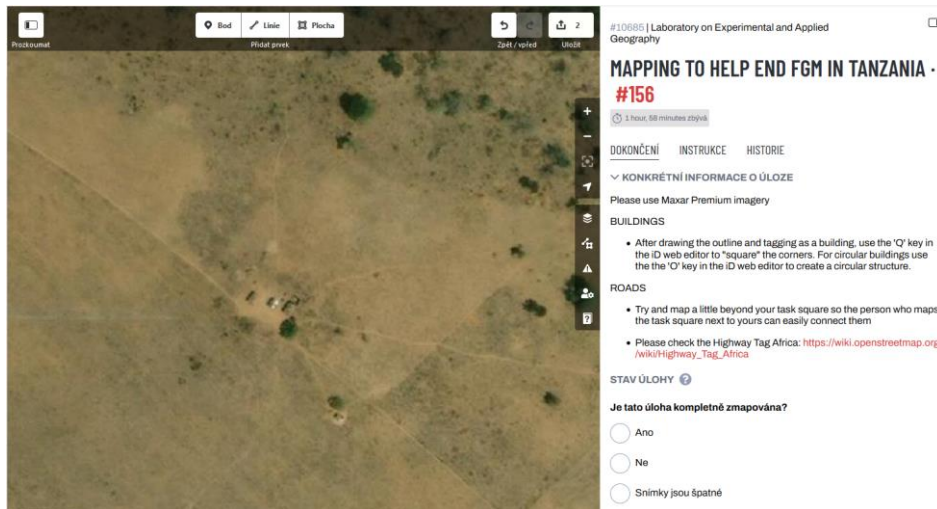 Prozkoumat
Bod
Linie
Plocha
Přidat prvek
Zpět / vpřed
2
Uložit
#10685 | Laboratory on Experimental and Applied
Geography
MAPPING TO HELP END FGM IN TANZANIA ·
#156
1 hour, 58 minutes zbývá
DOKONČENÍ INSTRUKCE HISTORIE
KONKRÉTNÍ INFORMACE O ÚLOZE
Please use Maxar Premium imagery
BUILDINGS
• After drawing the outline and tagging as a building, use the 'Q' key in
the iD web editor to "square" the corners. For circular buildings use
the the 'O' key in the iD web editor to create a circular structure.
ROADS
• Try and map a little beyond your task square so the person who maps
the task square next to yours can easily connect them
• Please check the Highway Tag Africa: https://wiki.openstreetmap.org
/wiki/Highway_Tag_Africa
STAV ÚLOHY ?
Je tato úloha kompletně zmapována?
Ano
Ne
Snímky jsou špatné